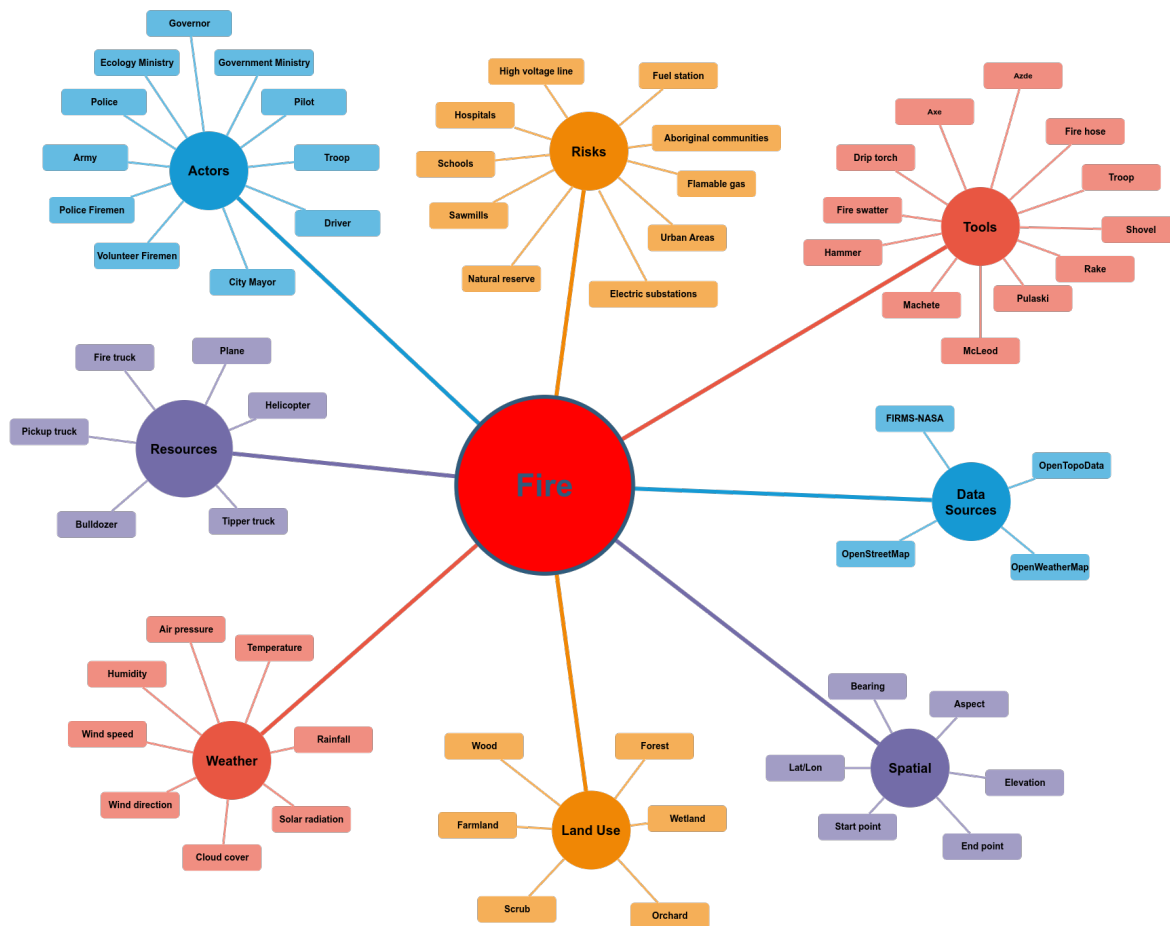 Governor
Ecology Ministry
Government Ministry
Police
Pilot
Army
Troop
Actors
Police Firemen
Driver
Volunteer Firemen
City Mayor
High voltage line
Fuel station
Hospitals
Aboriginal communities
Risks
Schools
Flamable gas
Sawmills
Urban Areas
Natural reserve
Electric substations
Azde
Axe
Fire hose
Drip torch
Troop
Fire swatter
Tools
Shovel
Hammer
Rake
Machete
Pulaski
McLeod
Fire truck
Plane
Helicopter
Pickup truck
Resources
Bulldozer
Tipper truck
Fire
FIRMS-NASA
OpenTopoData
Data
Sources
OpenStreetMap
OpenWeatherMap
Air pressure
Temperature
Humidity
Wind speed
Rainfall
Weather
Wind direction
Solar radiation
Cloud cover
Wood
Forest
Farmland
Wetland
Land Use
Scrub
Orchard
Bearing
Aspect
Lat/Lon
Spatial
Elevation
Start point
End point